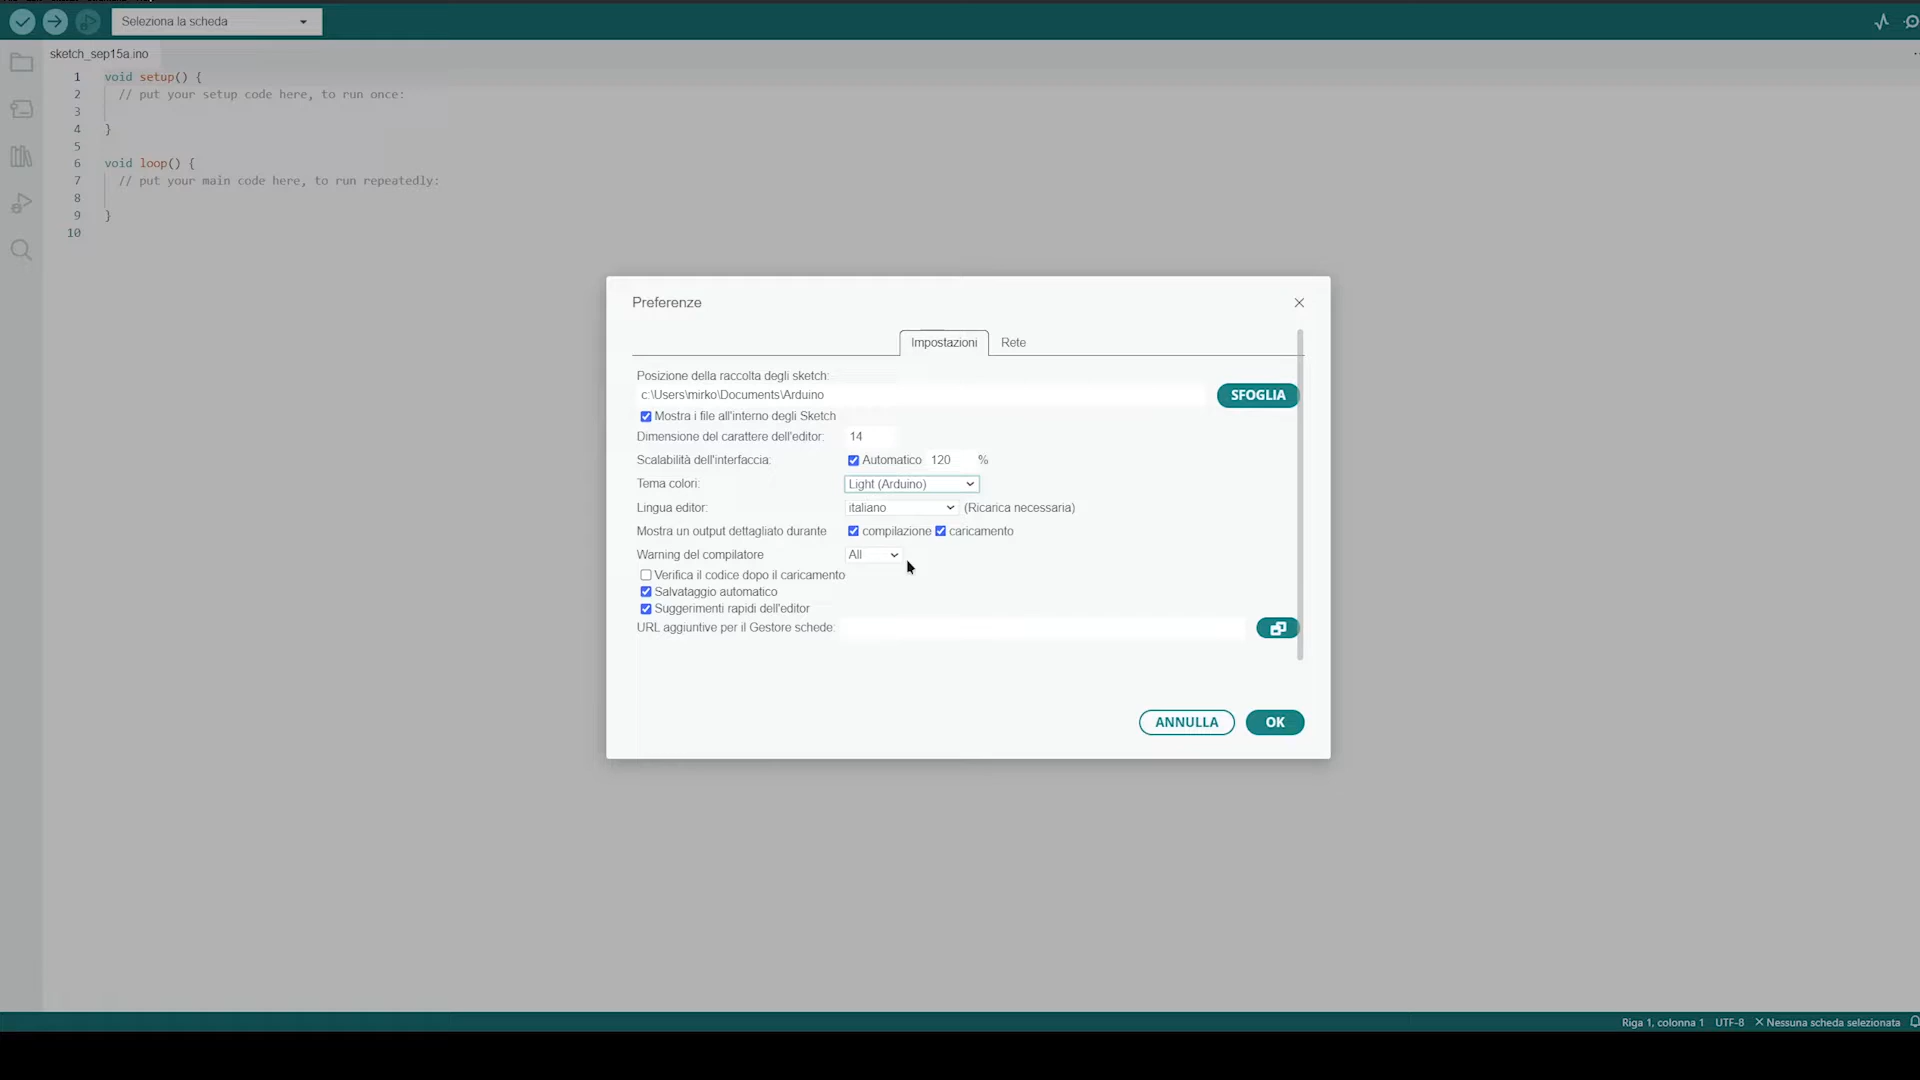 Seleziona la scheda
sketch_sep15a.ino
1 void setup() {
2 // put your setup code here, to run once:
3
4 }
5
6 void loop() {
7 // put your main code here, to run repeatedly:
8
9 }
10
Preferenze
Impostazioni Rete
Posizione della raccolta degli sketch:
c:\Users\mirko\Documents\Arduino SFOGLIA
Mostra i file all'interno degli Sketch
Dimensione del carattere dell'editor: 14
Scalabilità dell'interfaccia: Automatico 120 %
Tema colori: Light (Arduino)
Lingua editor: italiano (Ricarica necessaria)
Mostra un output dettagliato durante compilazione caricamento
Warning del compilatore All
Verifica il codice dopo il caricamento
Salvataggio automatico
Suggerimenti rapidi dell'editor
URL aggiuntive per il Gestore schede:
ANNULLA OK
Riga 1, colonna 1 UTF-8 Nessuna scheda selezionata